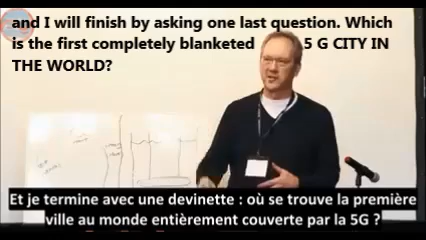 and I will finish by asking one last question. Which
is the first completely blanketed 5 G CITY IN
THE WORLD?
Et je termine avec une devinette : où se trouve la première
ville au monde entièrement couverte par la 5G ?